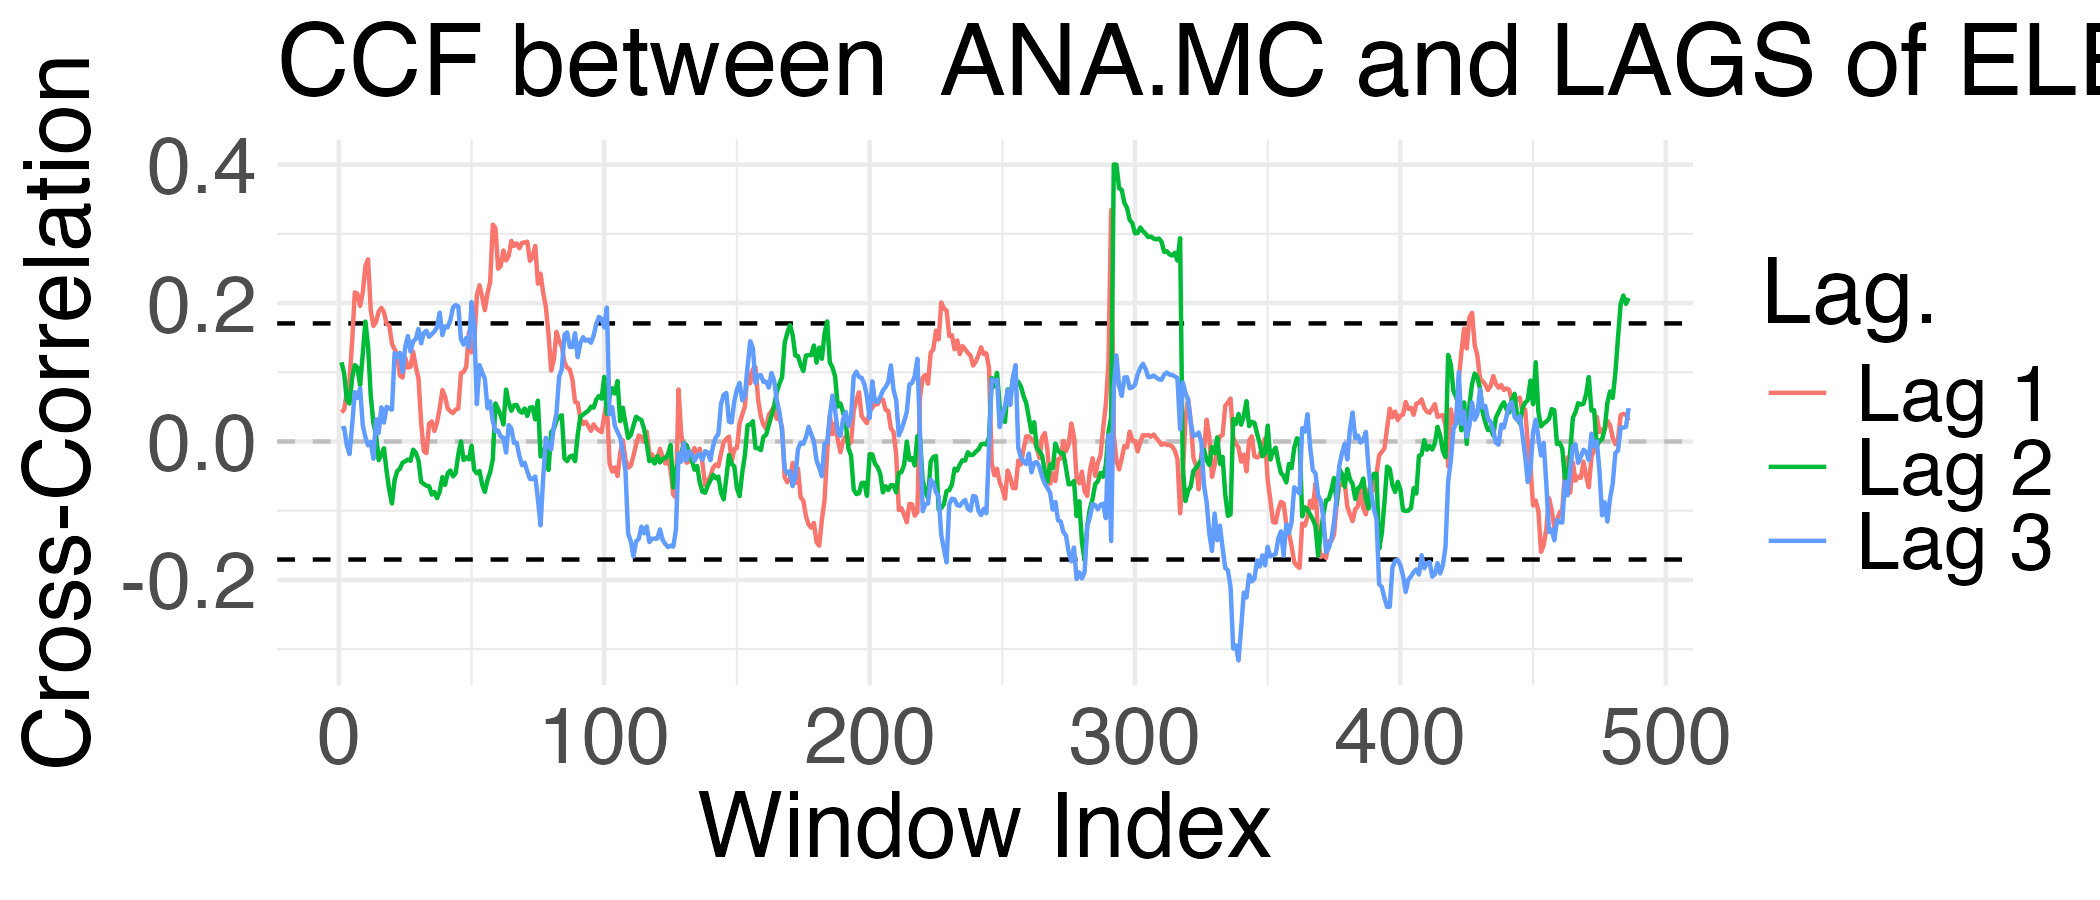 CCF between  ANA.MC and LAGS of
Cross-Correlation
0.4
0.2
0.0
-0.2
0
100
200
300
400
500
Window Index
Lag.
Lag 1
Lag 2
Lag 3